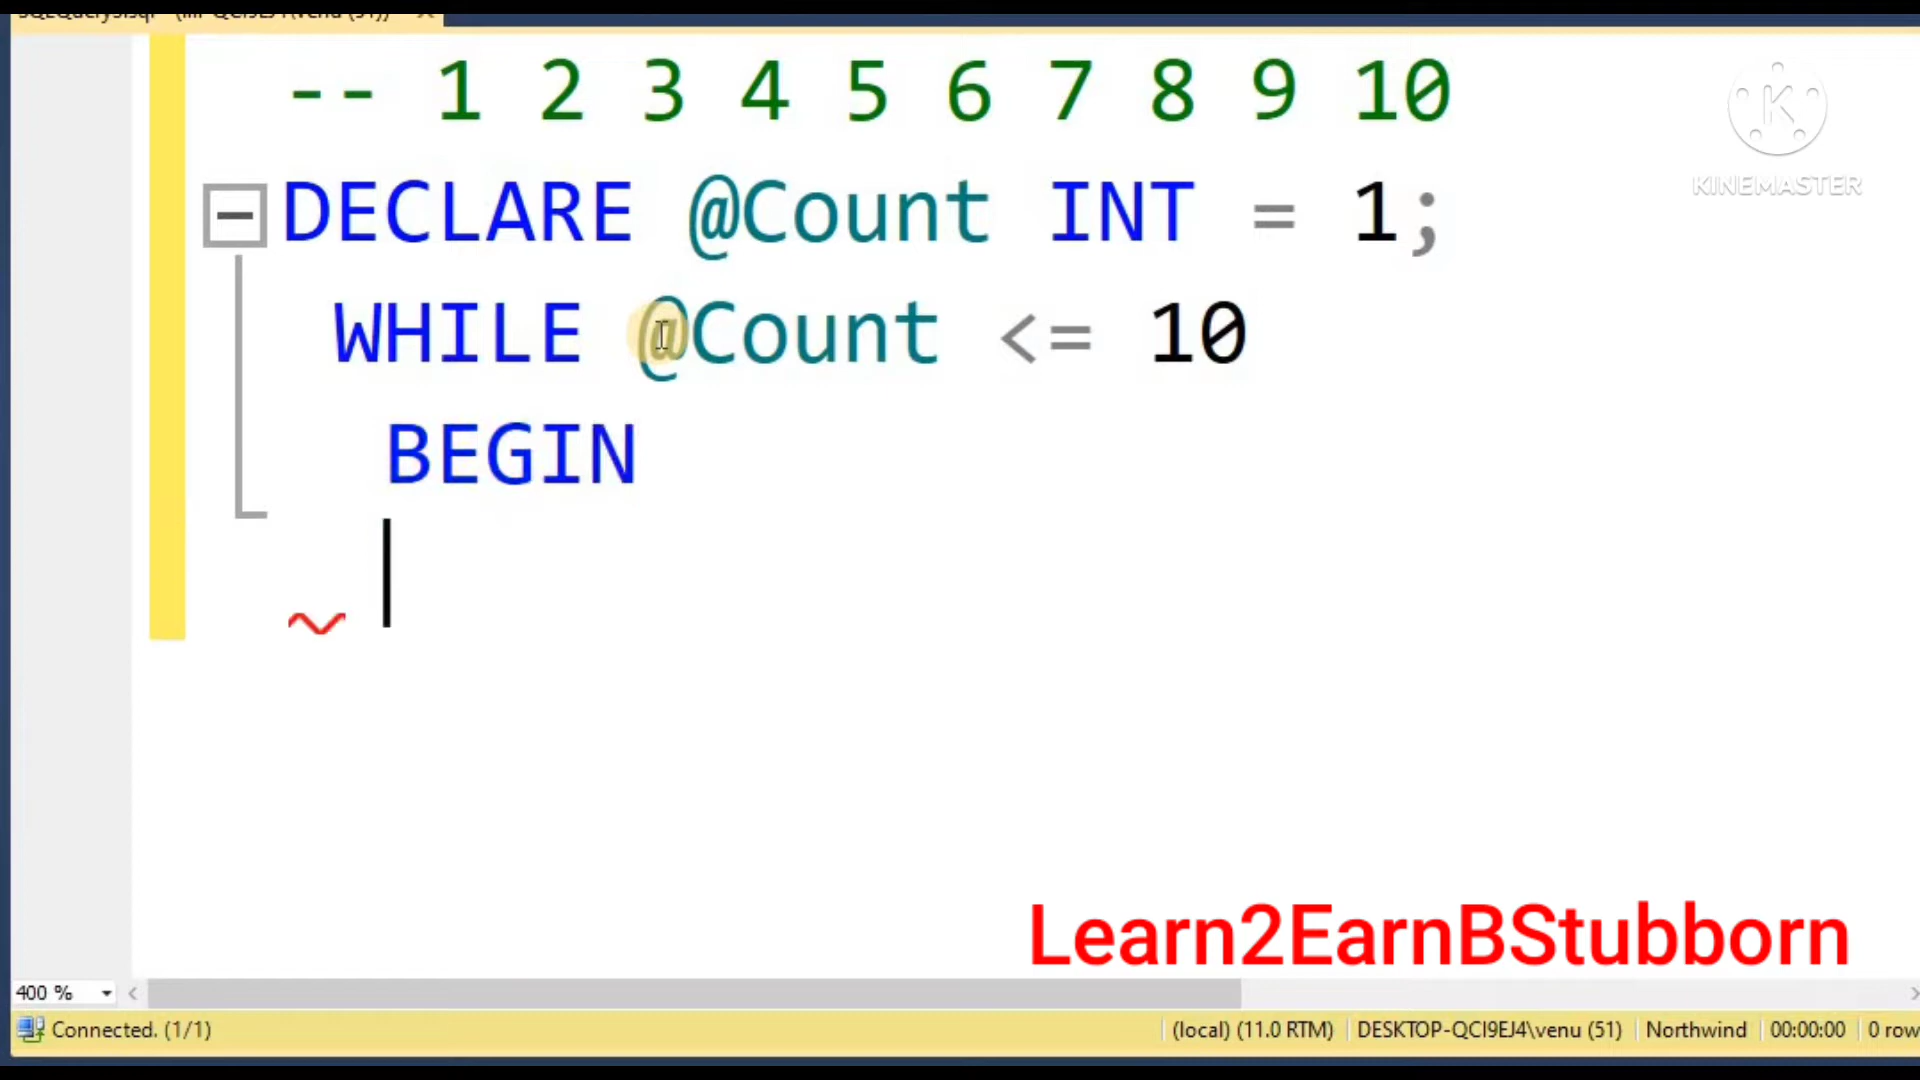 -- 1 2 3 4 5 6 7 8 9 10
DECLARE @Count INT = 1;
WHILE @Count <= 10
BEGIN
K
KINEMASTER
Learn2EarnBStubborn
400 %
Connected. (1/1)
(local) (11.0 RTM) DESKTOP-QCI9EJ4\venu (51) Northwind 00:00:00 0 row